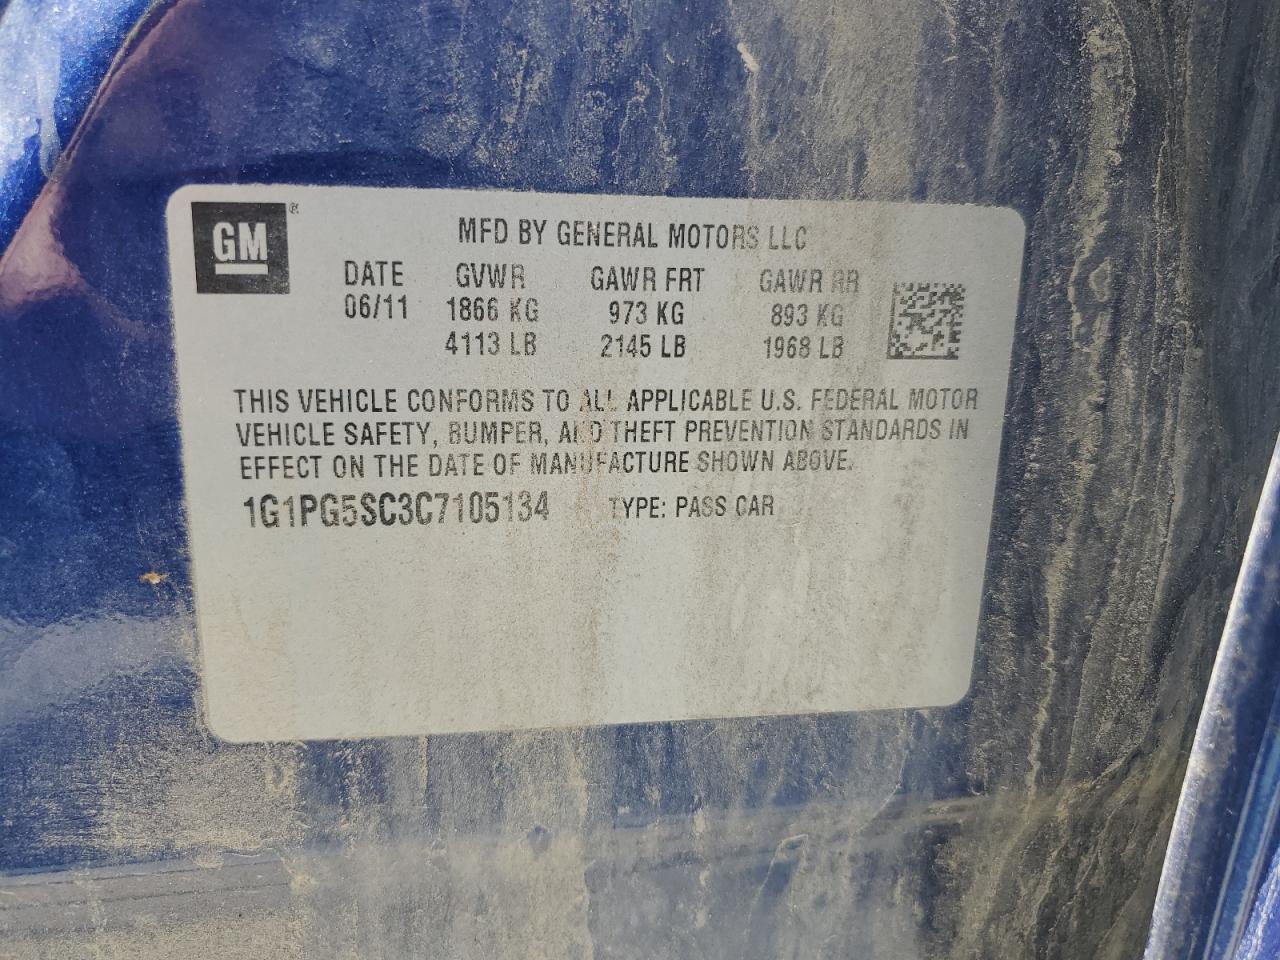 GM ®
MFD BY GENERAL MOTORS LLC
DATE GVWR GAWR FRT GAWR RR
06/11 1866 KG 973 KG 893 KG
4113 LB 2145 LB 1968 LB
THIS VEHICLE CONFORMS TO ALL APPLICABLE U.S. FEDERAL MOTOR
VEHICLE SAFETY, BUMPER, AND THEFT PREVENTION STANDARDS IN
EFFECT ON THE DATE OF MANUFACTURE SHOWN ABOVE.
1G1PG5SC3C7105134 TYPE: PASS CAR